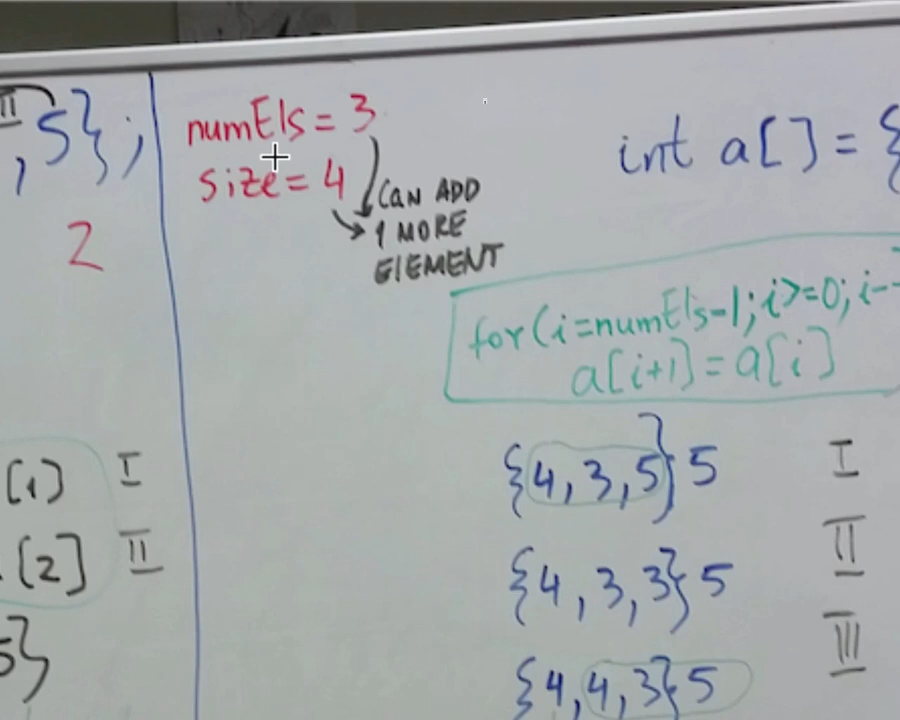 II
,5};
2
[1] I
[2] II
5}
numEls = 3
size = 4
CAN ADD
1 MORE
ELEMENT
int a[] = {
for(i=numEls-1;i>=0;i--
a[i+1] = a[i]
{4,3,5}5 I
{4,3,3}5 II
{4,4,3}5 III